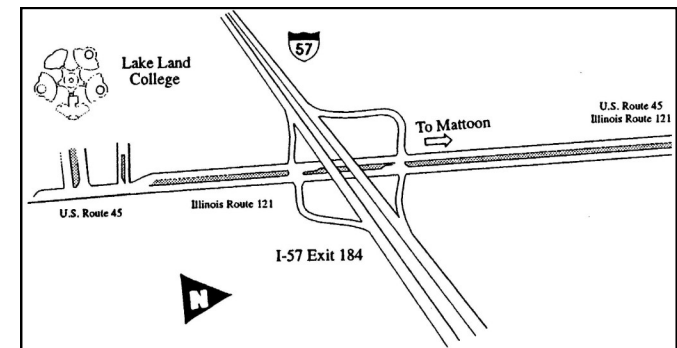 57
Lake Land
College
To Mattoon
U.S. Route 45
Illinois Route 121
U.S. Route 45
Illinois Route 121
I-57 Exit 184
N